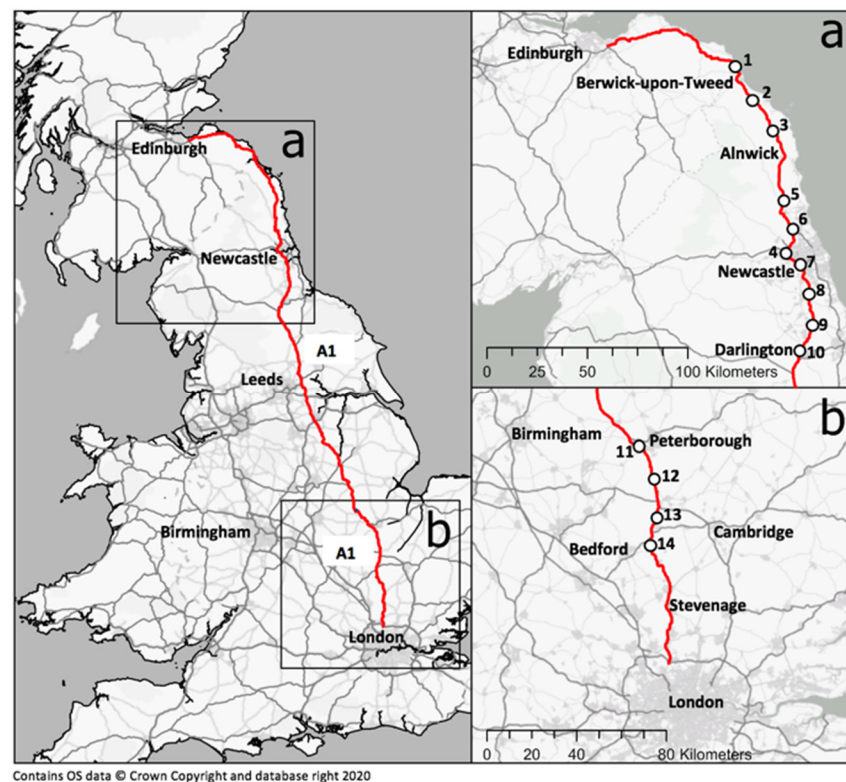 a
Edinburgh
Newcastle
A1
Leeds
b
Birmingham
A1
London
a
Edinburgh
1
Berwick-upon-Tweed
2
3
Alnwick
5
6
4
Newcastle
7
8
9
Darlington
10
0 25 50 100 Kilometers
b
Birmingham
11
Peterborough
12
13
Cambridge
Bedford
14
Stevenage
London
0 20 40 80 Kilometers
Contains OS data © Crown Copyright and database right 2020